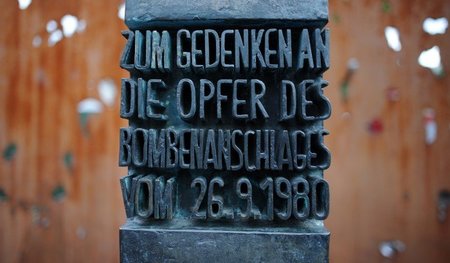 ZUM GEDENKEN AN
DIE OPFER DES
BOMBENANSCHLAGES
VOM 26.9.1980